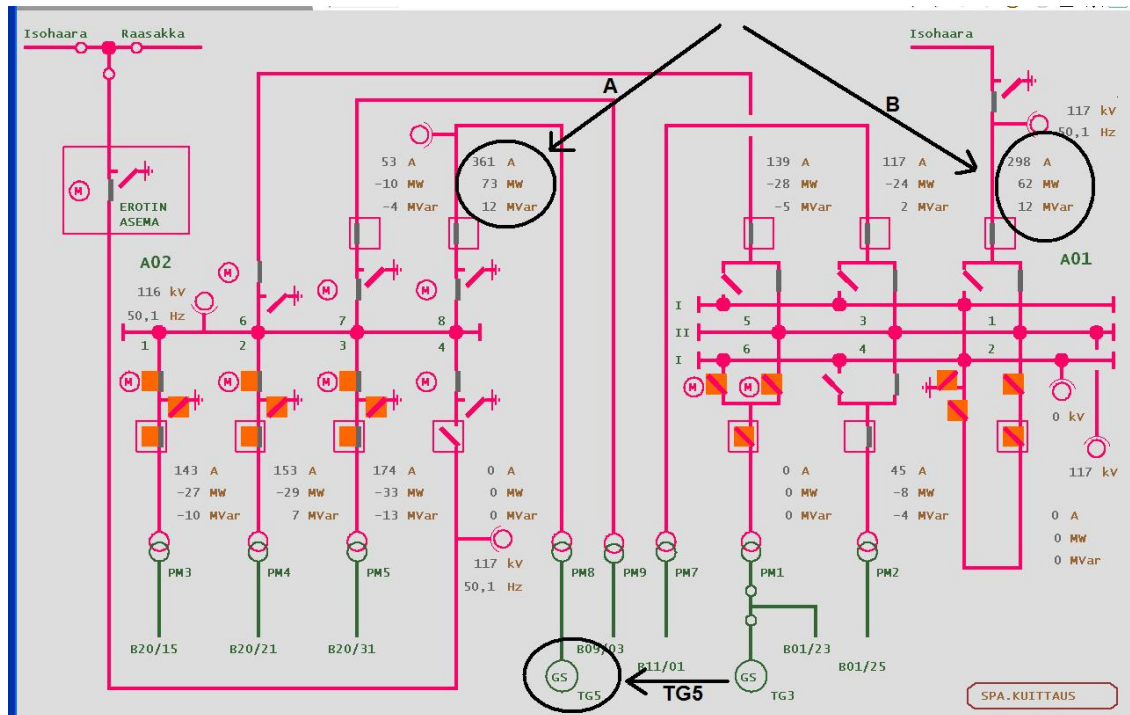 Isohaara Raasakka
Isohaara
A
B
117 kV
50,1 Hz
53 A 361 A
-10 MW 73 MW
-4 MVar 12 MVar
139 A 117 A 298 A
-28 MW -24 MW 62 MW
-5 MVar 2 MVar 12 MVar
M
EROTIN
ASEMA
A02
A01
116 kV
50,1 Hz
M M M
6 7 8
1 2 3 4
I 5 3 1
II
I 6 4 2
M M M M
M M
0 kV
117 kV
143 A 153 A 174 A 0 A
-27 MW -29 MW -33 MW 0 MW
-10 MVar 7 MVar -13 MVar 0 MVar
0 A 45 A
0 MW -8 MW
0 MVar -4 MVar
0 A
0 MW
0 MVar
117 kV
50,1 Hz
PM3 PM4 PM5 PM8 PM9 PM7 PM1 PM2
B20/15 B20/21 B20/31 B09/03 B11/01 B01/23 B01/25
GS TG5
TG5
GS TG3
SPA.KUITTAUS